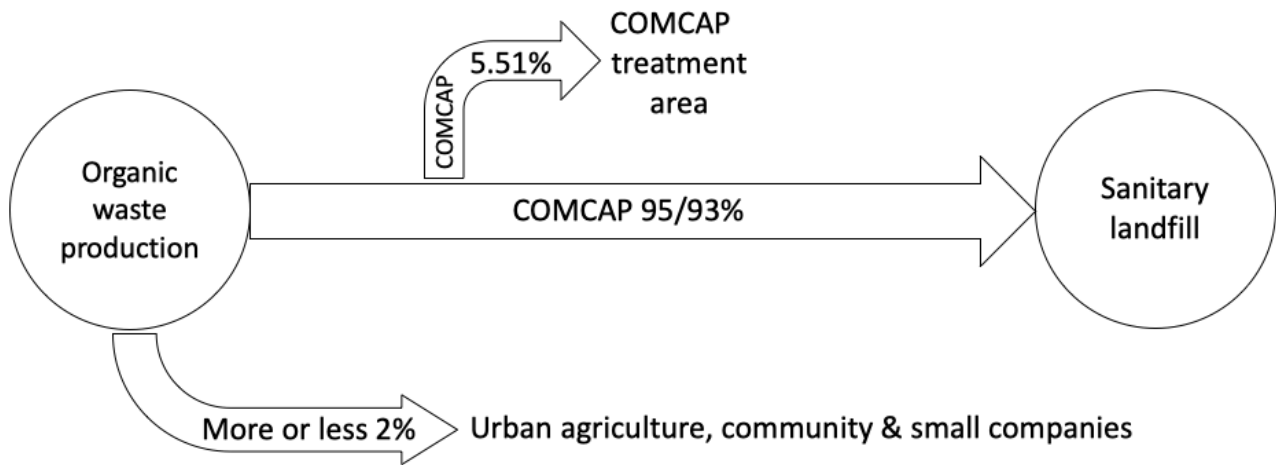 COMCAP
treatment
area
5.51%
COMCAP
Organic
waste
production
COMCAP 95/93%
Sanitary
landfill
More or less 2%
Urban agriculture, community & small companies